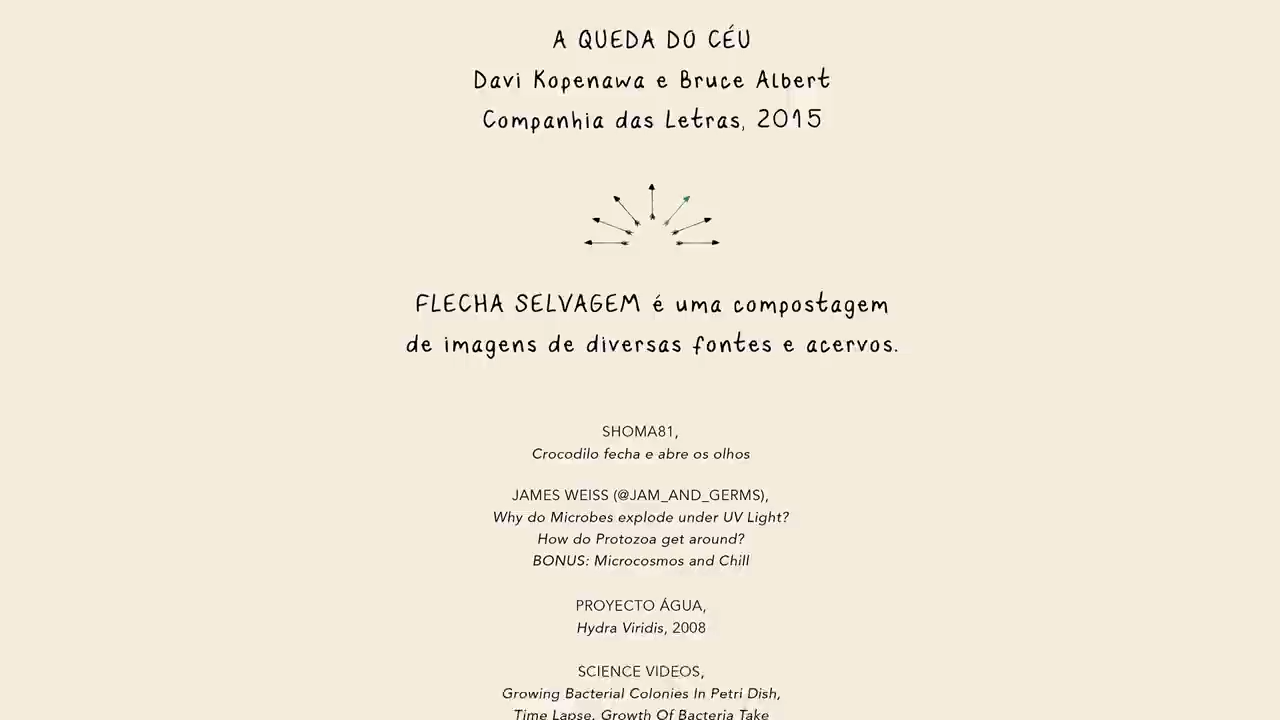 A QUEDA DO CÉU
Davi Kopenawa e Bruce Albert
Companhia das Letras, 2015
FLECHA SELVAGEM é uma compostagem
de imagens de diversas fontes e acervos.
SHOMA81,
Crocodilo fecha e abre os olhos
JAMES WEISS (@JAM_AND_GERMS),
Why do Microbes explode under UV Light?
How do Protozoa get around?
BONUS: Microcosmos and Chill
PROYECTO ÁGUA,
Hydra Viridis, 2008
SCIENCE VIDEOS,
Growing Bacterial Colonies In Petri Dish,
Time Lapse. Growth Of Bacteria Take